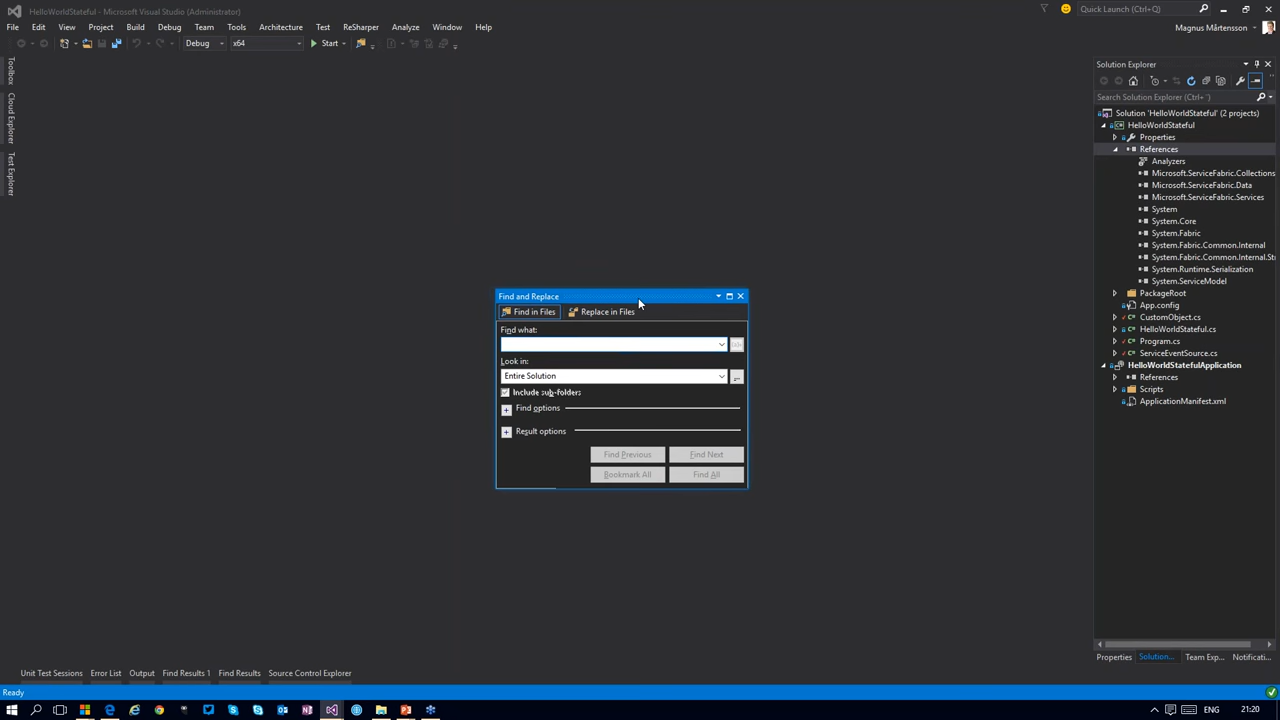 HelloWorldStateful - Microsoft Visual Studio (Administrator)
Quick Launch (Ctrl+Q)
File Edit View Project Build Debug Team Tools Architecture Test ReSharper Analyze Window Help
Magnus Mårtensson
Debug x64 Start
Toolbox
Cloud Explorer
Test Explorer
Find and Replace
Find in Files Replace in Files
Find what:
Look in:
Entire Solution
Include sub-folders
Find options
Result options
Find Previous Find Next
Bookmark All Find All
Solution Explorer
Search Solution Explorer (Ctrl+¨)
Solution 'HelloWorldStateful' (2 projects)
HelloWorldStateful
Properties
References
Analyzers
Microsoft.ServiceFabric.Collections
Microsoft.ServiceFabric.Data
Microsoft.ServiceFabric.Services
System
System.Core
System.Fabric
System.Fabric.Common.Internal
System.Fabric.Common.Internal.St
System.Runtime.Serialization
System.ServiceModel
PackageRoot
App.config
CustomObject.cs
HelloWorldStateful.cs
Program.cs
ServiceEventSource.cs
HelloWorldStatefulApplication
References
Scripts
ApplicationManifest.xml
Properties Solution... Team Exp... Notificati...
Unit Test Sessions Error List Output Find Results 1 Find Results Source Control Explorer
Ready
ENG 21:20